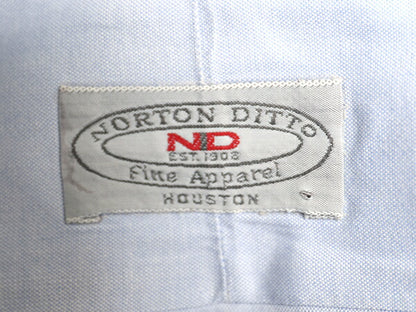 NORTON DITTO
ND
EST. 1908
Fine Apparel
HOUSTON